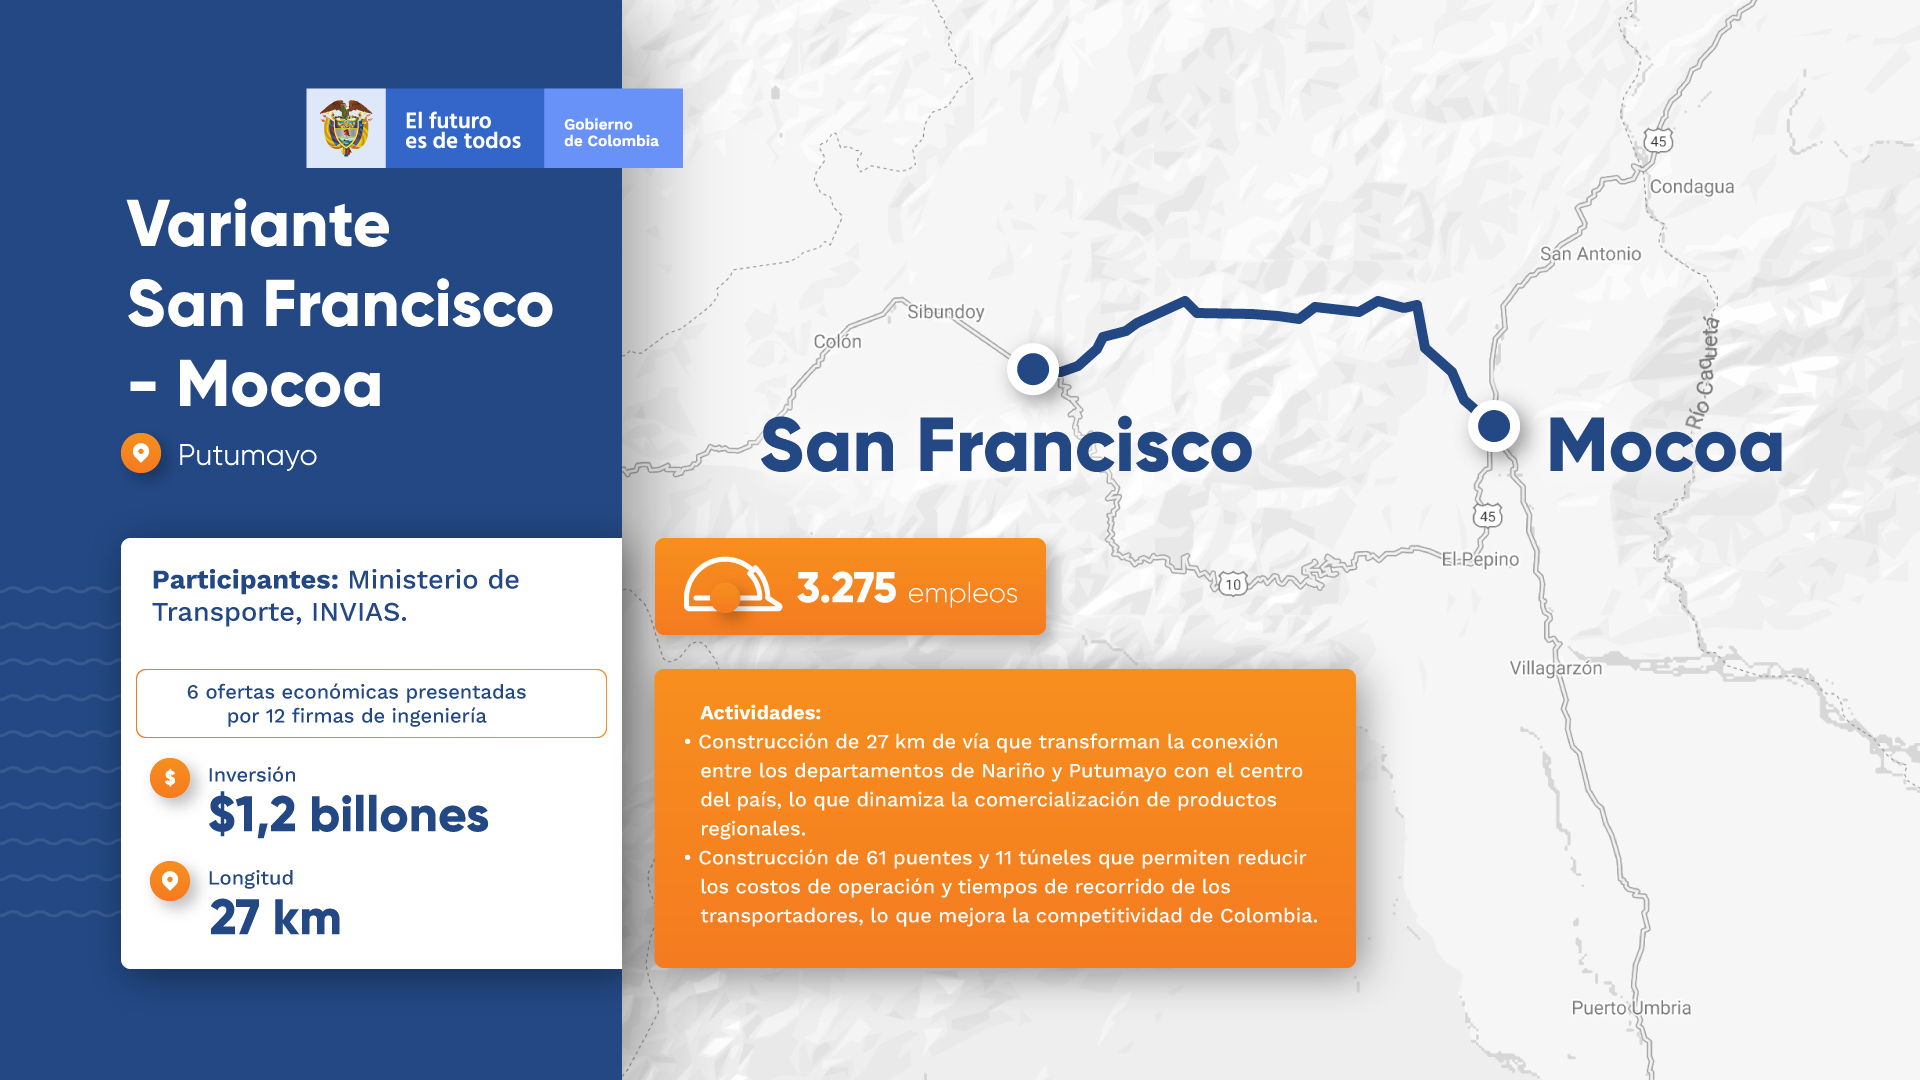 El futuro
es de todos
Gobierno
de Colombia
Variante
San Francisco
- Mocoa
Putumayo
Participantes: Ministerio de
Transporte, INVIAS.
6 ofertas económicas presentadas
por 12 firmas de ingeniería
$
Inversión
$1,2 billones
Longitud
27 km
45
Condagua
San Antonio
Sibundoy
Colón
Río Caquetá
San Francisco
Mocoa
45
El Pepino
10
Villagarzón
Puerto Umbria
3.275 empleos
Actividades:
• Construcción de 27 km de vía que transforman la conexión
entre los departamentos de Nariño y Putumayo con el centro
del país, lo que dinamiza la comercialización de productos
regionales.
• Construcción de 61 puentes y 11 túneles que permiten reducir
los costos de operación y tiempos de recorrido de los
transportadores, lo que mejora la competitividad de Colombia.